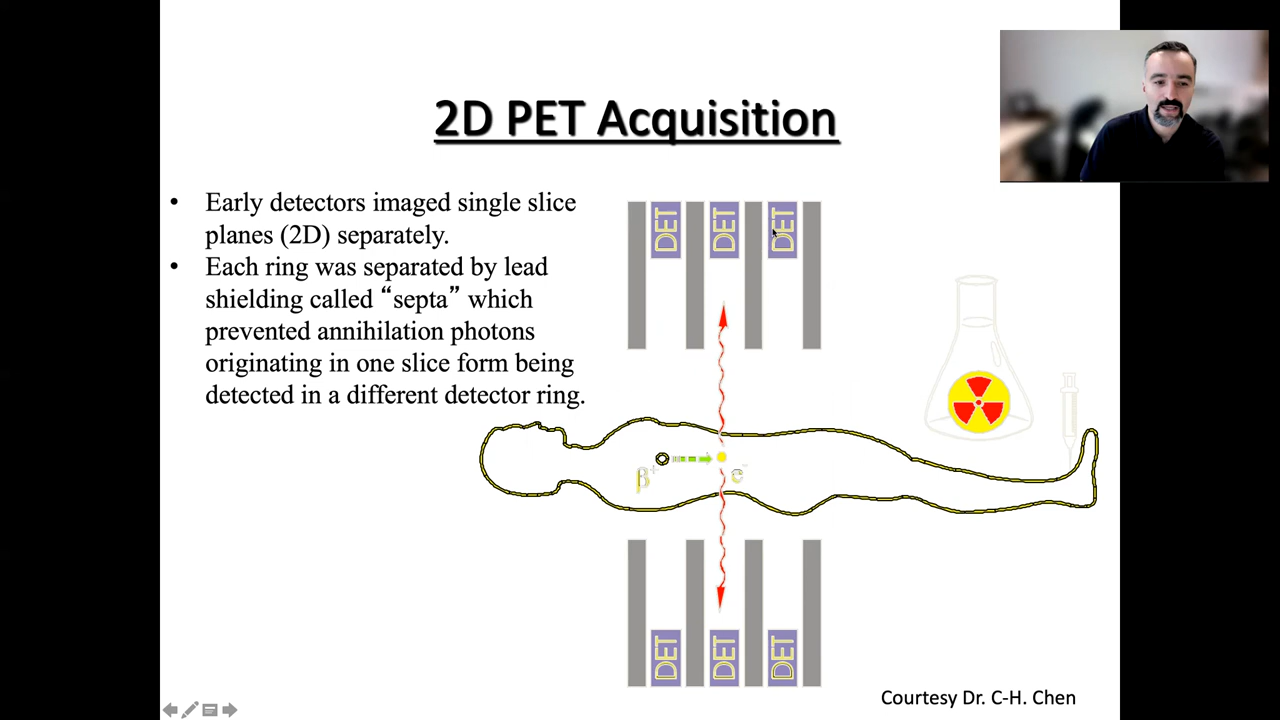 2D PET Acquisition
• Early detectors imaged single slice
planes (2D) separately.
• Each ring was separated by lead
shielding called “septa” which
prevented annihilation photons
originating in one slice form being
detected in a different detector ring.
DET DET DET
β+ e-
DET DET DET
Courtesy Dr. C-H. Chen